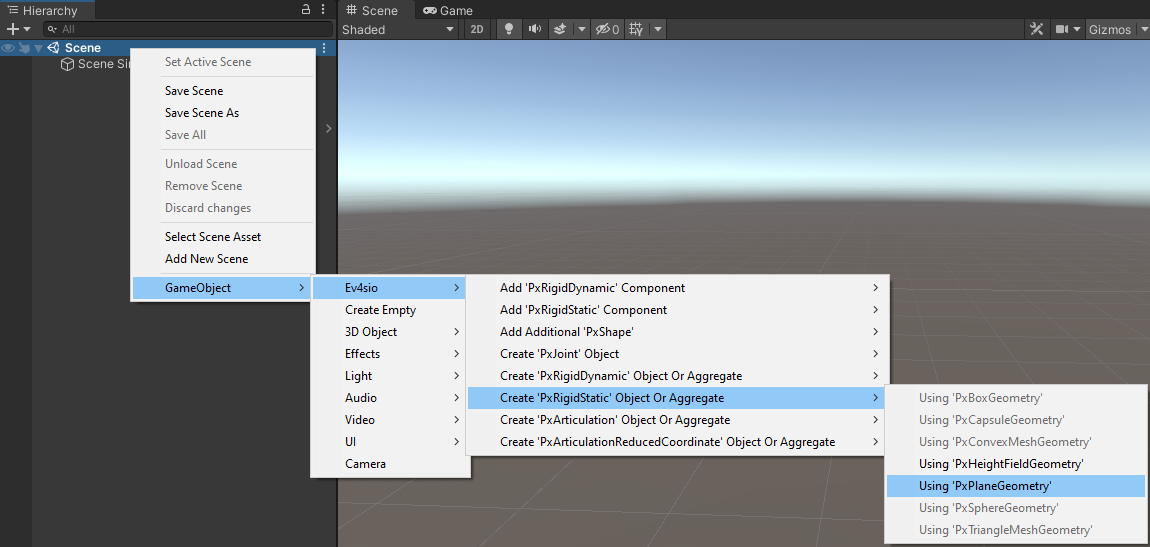 Hierarchy
All
Scene
Scene Si
Set Active Scene
Save Scene
Save Scene As
Save All
Unload Scene
Remove Scene
Discard changes
Select Scene Asset
Add New Scene
GameObject
Scene
Game
Shaded
2D
0
Gizmos
Ev4sio
Create Empty
3D Object
Effects
Light
Audio
Video
UI
Camera
Add 'PxRigidDynamic' Component
Add 'PxRigidStatic' Component
Add Additional 'PxShape'
Create 'PxJoint' Object
Create 'PxRigidDynamic' Object Or Aggregate
Create 'PxRigidStatic' Object Or Aggregate
Create 'PxArticulation' Object Or Aggregate
Create 'PxArticulationReducedCoordinate' Object Or Aggregate
Using 'PxBoxGeometry'
Using 'PxCapsuleGeometry'
Using 'PxConvexMeshGeometry'
Using 'PxHeightFieldGeometry'
Using 'PxPlaneGeometry'
Using 'PxSphereGeometry'
Using 'PxTriangleMeshGeometry'